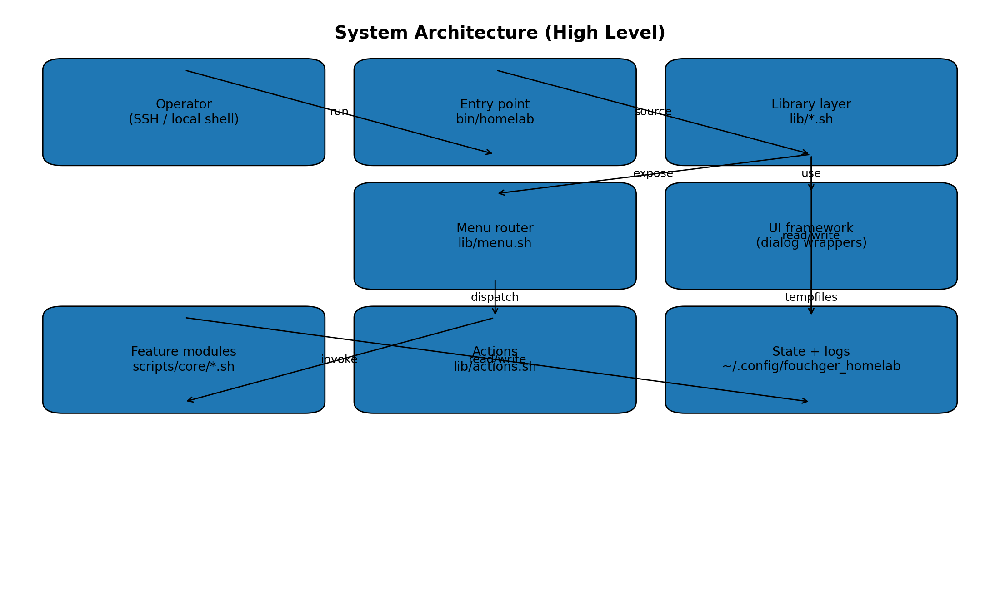 System Architecture (High Level)
Operator
(SSH / local shell)
run
Entry point
bin/homelab
source
Library layer
lib/*.sh
expose
use
Menu router
lib/menu.sh
UI framework
read/write
(dialog wrappers)
dispatch
tempfiles
Feature modules
scripts/core/*.sh
invoke
Actions
read/write
lib/actions.sh
State + logs
~/.config/fouchger_homelab